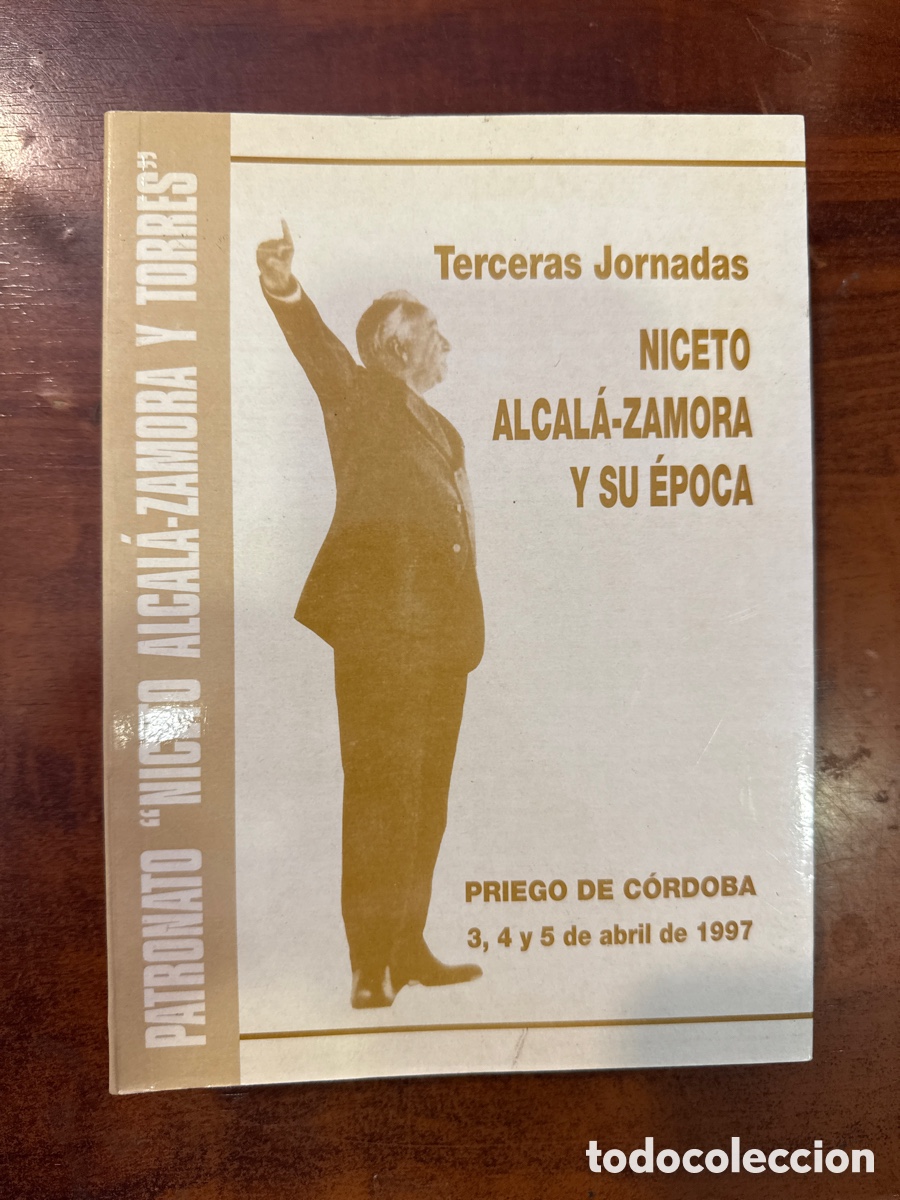 PATRONATO “NICETO ALCALÁ-ZAMORA Y TORRES”
Terceras Jornadas
NICETO
ALCALÁ-ZAMORA
Y SU ÉPOCA
PRIEGO DE CÓRDOBA
3, 4 y 5 de abril de 1997
todocoleccion